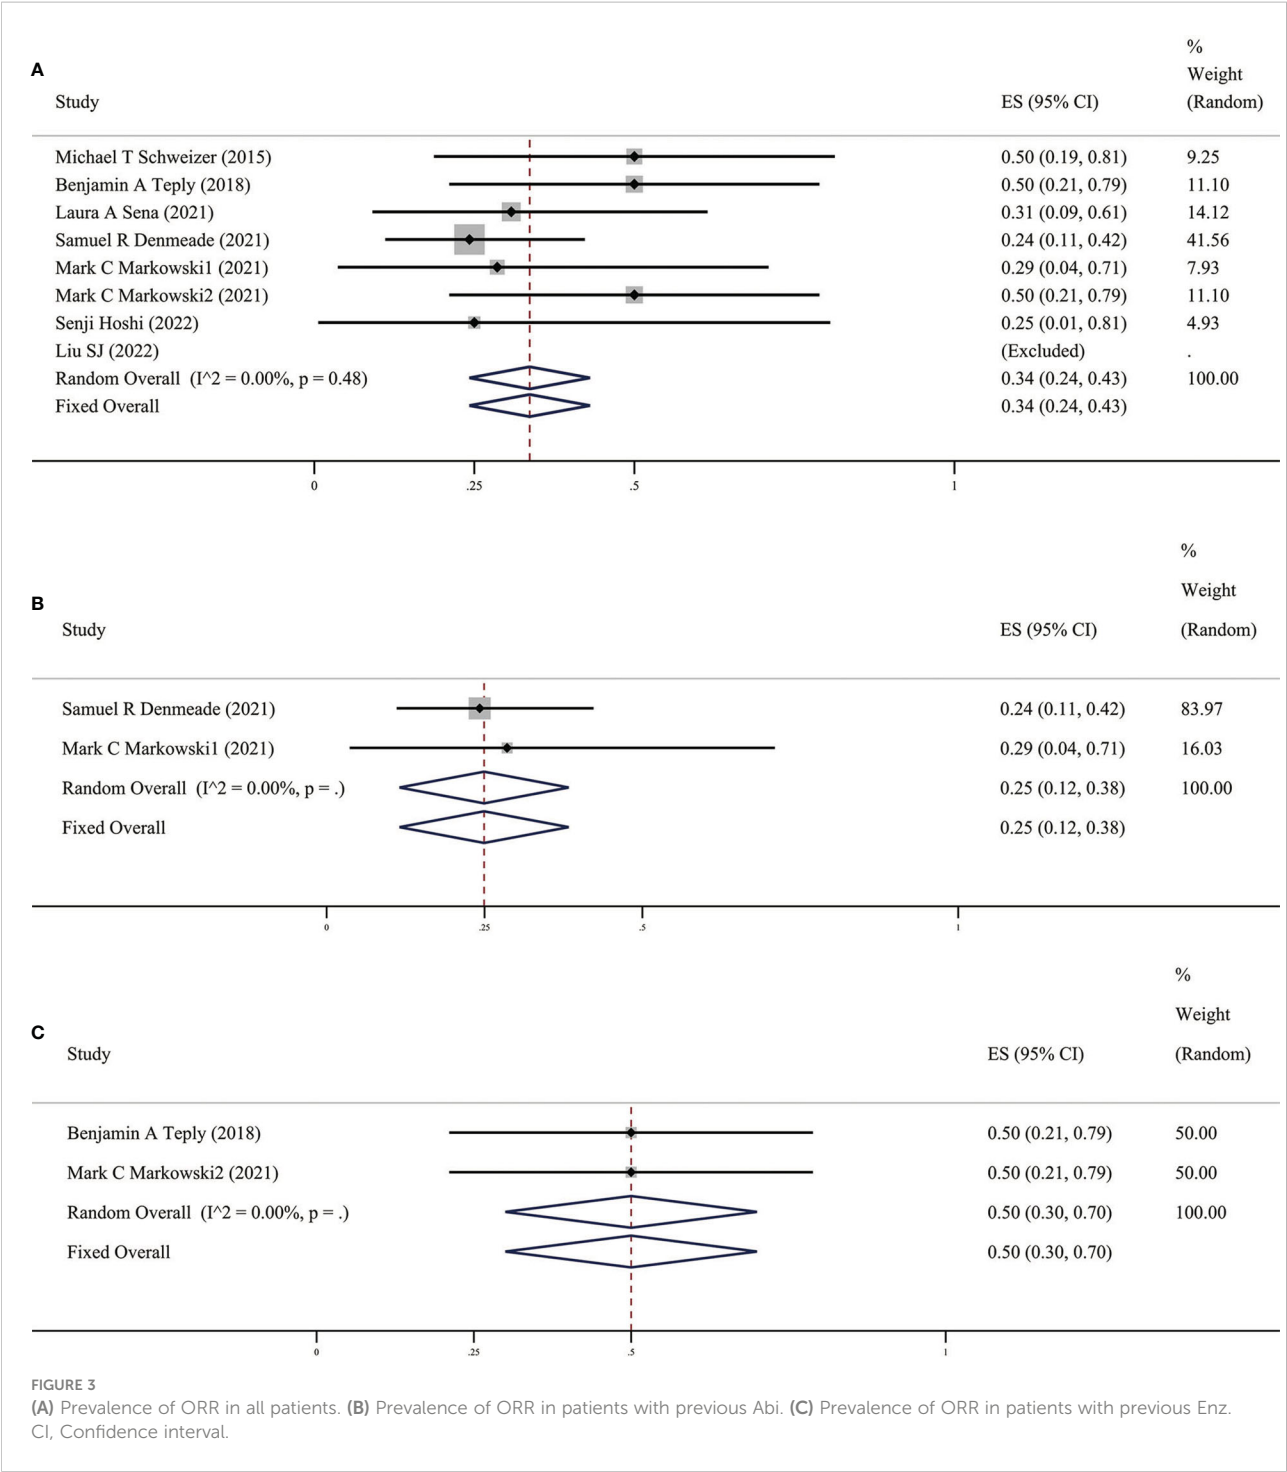 A
%
Weight
Study ES (95% CI) (Random)
Michael T Schweizer (2015) 0.50 (0.19, 0.81) 9.25
Benjamin A Teply (2018) 0.50 (0.21, 0.79) 11.10
Laura A Sena (2021) 0.31 (0.09, 0.61) 14.12
Samuel R Denmeade (2021) 0.24 (0.11, 0.42) 41.56
Mark C Markowski1 (2021) 0.29 (0.04, 0.71) 7.93
Mark C Markowski2 (2021) 0.50 (0.21, 0.79) 11.10
Senji Hoshi (2022) 0.25 (0.01, 0.81) 4.93
Liu SJ (2022) (Excluded) .
Random Overall (I^2 = 0.00%, p = 0.48) 0.34 (0.24, 0.43) 100.00
Fixed Overall 0.34 (0.24, 0.43)
0 .25 .5 1
B
%
Weight
Study ES (95% CI) (Random)
Samuel R Denmeade (2021) 0.24 (0.11, 0.42) 83.97
Mark C Markowski1 (2021) 0.29 (0.04, 0.71) 16.03
Random Overall (I^2 = 0.00%, p = .) 0.25 (0.12, 0.38) 100.00
Fixed Overall 0.25 (0.12, 0.38)
0 .25 .5 1
C
%
Weight
Study ES (95% CI) (Random)
Benjamin A Teply (2018) 0.50 (0.21, 0.79) 50.00
Mark C Markowski2 (2021) 0.50 (0.21, 0.79) 50.00
Random Overall (I^2 = 0.00%, p = .) 0.50 (0.30, 0.70) 100.00
Fixed Overall 0.50 (0.30, 0.70)
0 .25 .5 1
FIGURE 3
(A) Prevalence of ORR in all patients. (B) Prevalence of ORR in patients with previous Abi. (C) Prevalence of ORR in patients with previous Enz.
CI, Confidence interval.